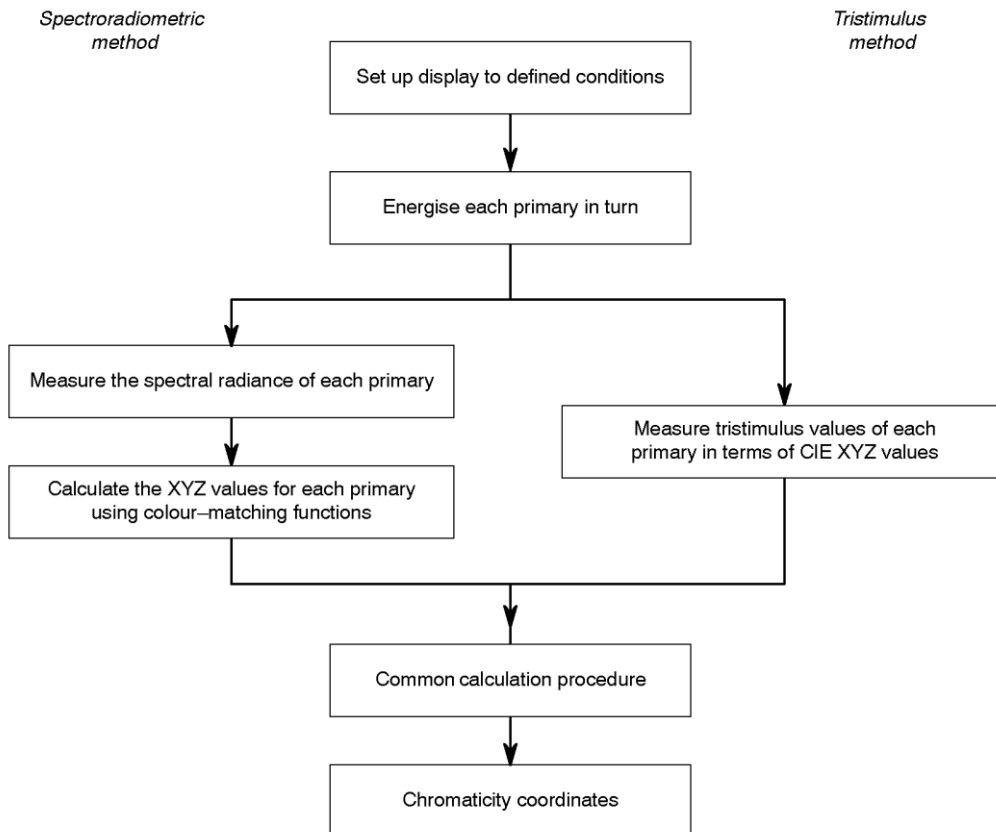 Spectroradiometric
method
Tristimulus
method
Set up display to defined conditions
Energise each primary in turn
Measure the spectral radiance of each primary
Calculate the XYZ values for each primary
using colour–matching functions
Measure tristimulus values of each
primary in terms of CIE XYZ values
Common calculation procedure
Chromaticity coordinates